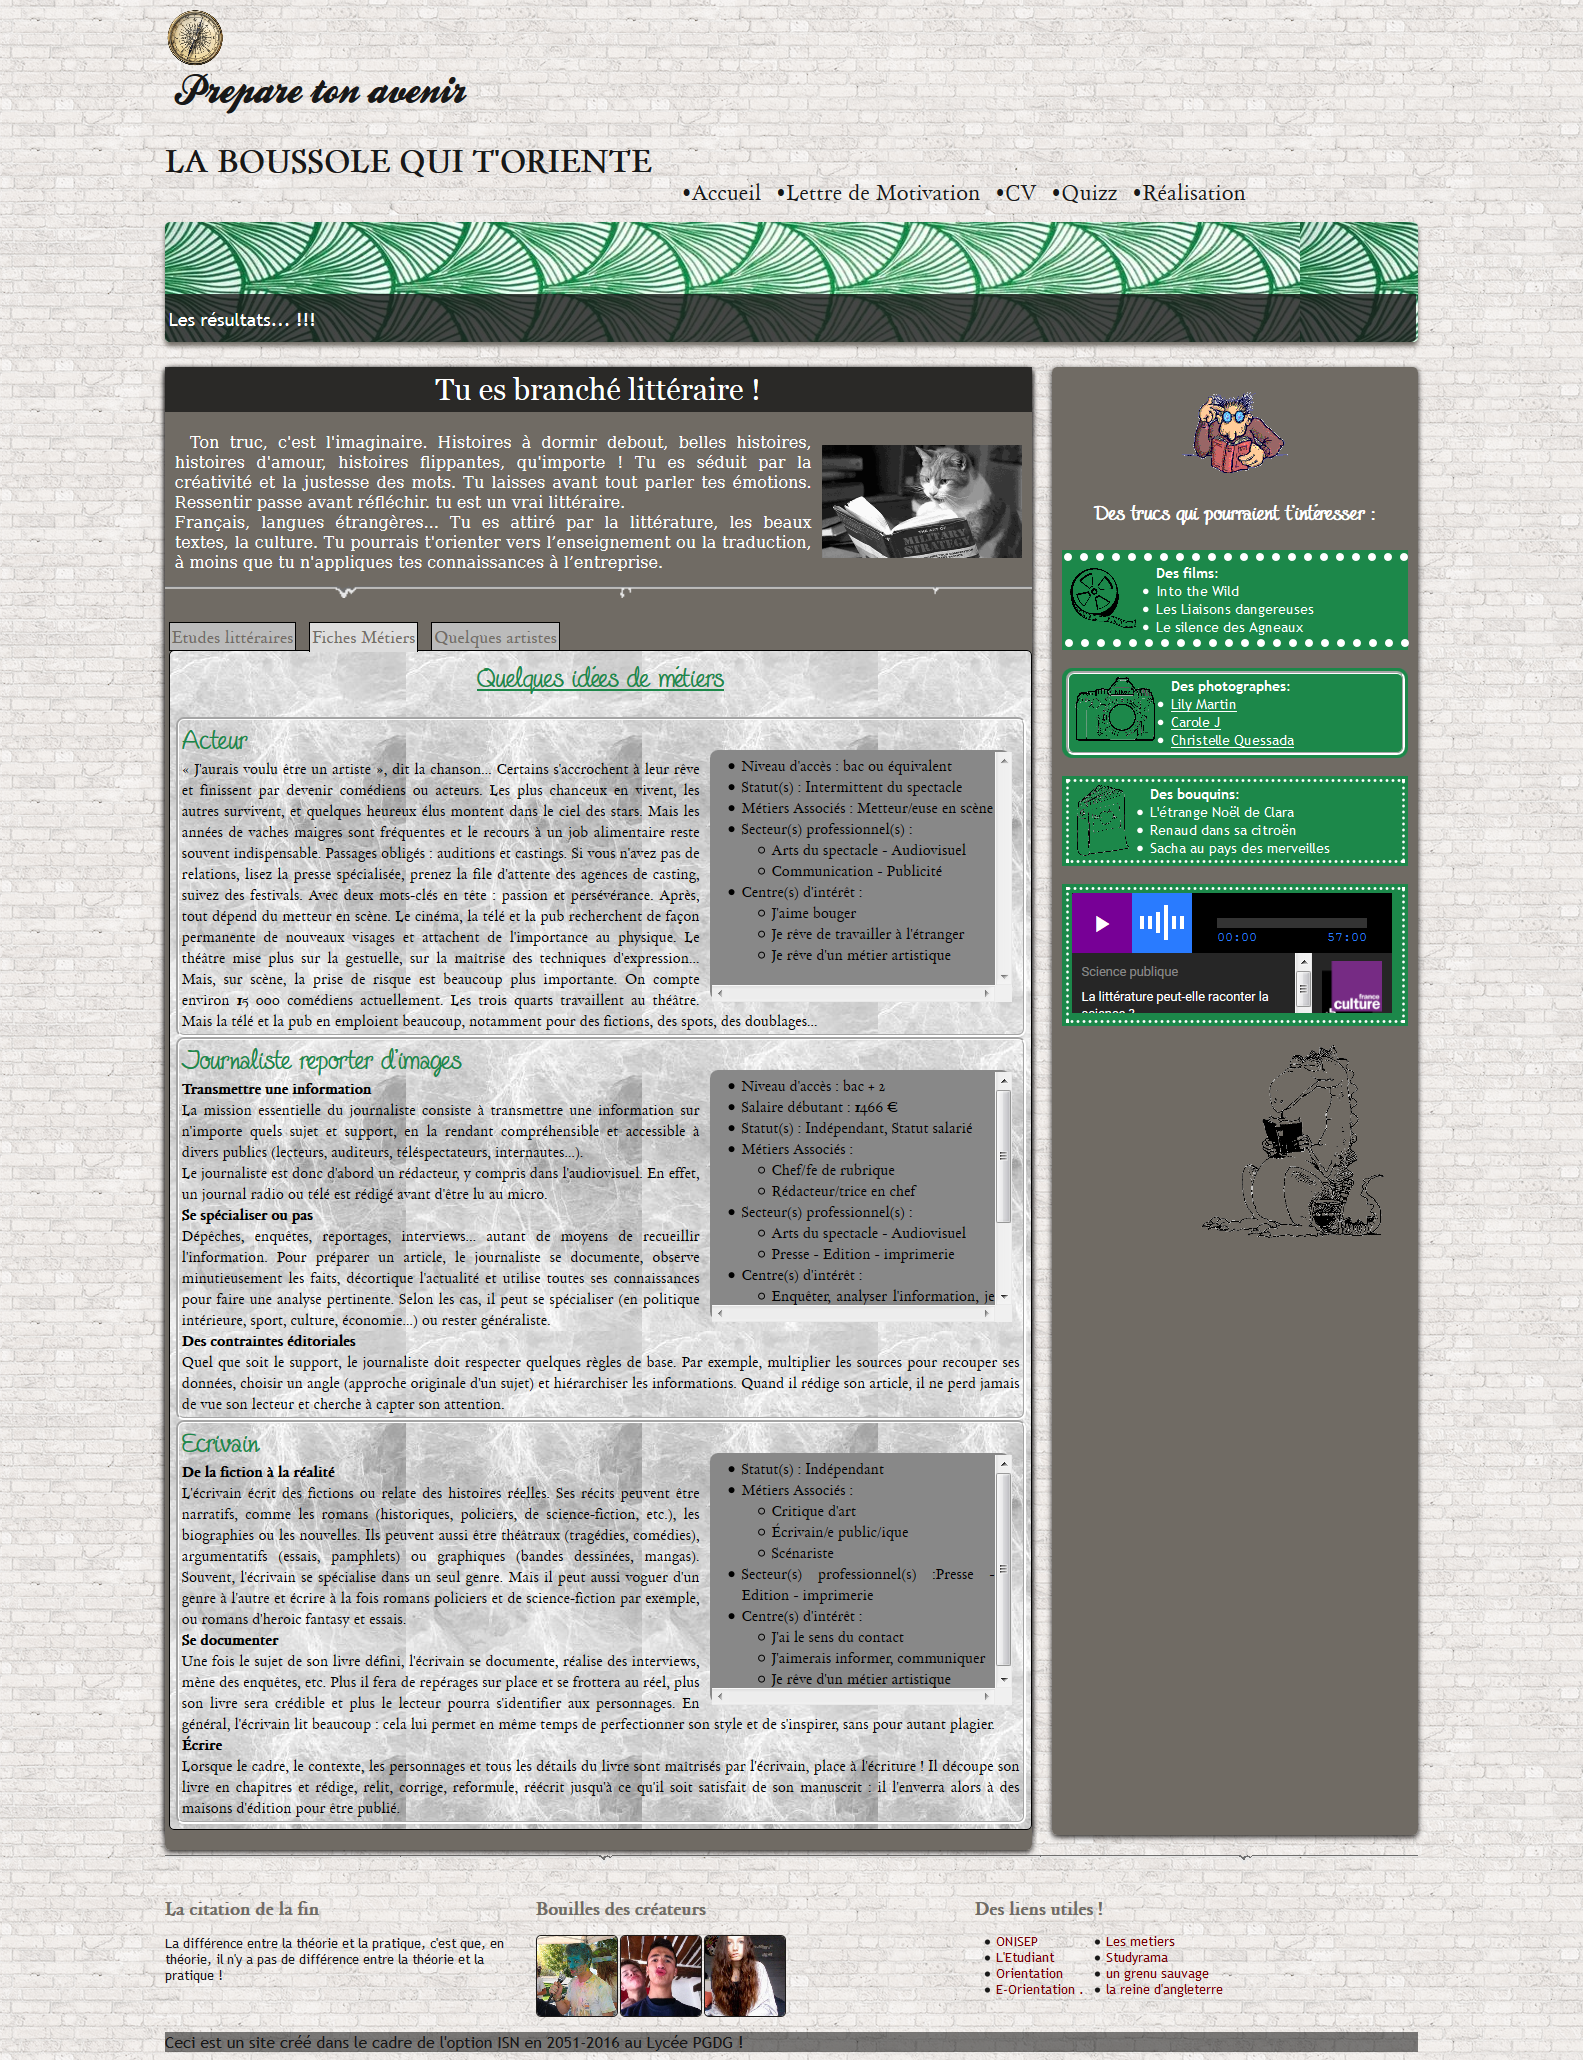 Prepare ton avenir
LA BOUSSOLE QUI T'ORIENTE
•Accueil •Lettre de Motivation •CV •Quizz •Réalisation
Les résultats... !!!
Tu es branché littéraire !
Ton truc, c'est l'imaginaire. Histoires à dormir debout, belles histoires,
histoires d'amour, histoires flippantes, qu'importe ! Tu es séduit par la
créativité et la justesse des mots. Tu laisses avant tout parler tes émotions.
Ressentir passe avant réfléchir. tu est un vrai littéraire.
Français, langues étrangères... Tu es attiré par la littérature, les beaux
textes, la culture. Tu pourrais t'orienter vers l’enseignement ou la traduction,
à moins que tu n'appliques tes connaissances à l’entreprise.
THE ART OF
MILITARY
STRATEGY
Etudes littéraires
Fiches Métiers
Quelques artistes
Quelques idées de métiers
Acteur
« J'aurais voulu être un artiste », dit la chanson... Certains s'accrochent à leur rêve
et finissent par devenir comédiens ou acteurs. Les plus chanceux en vivent, les
autres survivent, et quelques heureux élus montent dans le ciel des stars. Mais les
années de vaches maigres sont fréquentes et le recours à un job alimentaire reste
souvent indispensable. Passages obligés : auditions et castings. Si vous n'avez pas de
relations, lisez la presse spécialisée, prenez la file d'attente des agences de casting,
suivez des festivals. Avec deux mots-clés en tête : passion et persévérance. Après,
tout dépend du metteur en scène. Le cinéma, la télé et la pub recherchent de façon
permanente de nouveaux visages et attachent de l'importance au physique. Le
théâtre mise plus sur la gestuelle, sur la maîtrise des techniques d'expression...
Mais, sur scène, la prise de risque est beaucoup plus importante. On compte
environ 15 000 comédiens actuellement. Les trois quarts travaillent au théâtre.
Mais la télé et la pub en emploient beaucoup, notamment pour des fictions, des spots, des doublages...
• Niveau d'accès : bac ou équivalent
• Statut(s) : Intermittent du spectacle
• Métiers Associés : Metteur/euse en scène
• Secteur(s) professionnel(s) :
◦ Arts du spectacle - Audiovisuel
◦ Communication - Publicité
• Centre(s) d'intérêt :
◦ J'aime bouger
◦ Je rêve de travailler à l'étranger
◦ Je rêve d'un métier artistique
Journaliste reporter d'images
Transmettre une information
La mission essentielle du journaliste consiste à transmettre une information sur
n'importe quels sujet et support, en la rendant compréhensible et accessible à
divers publics (lecteurs, auditeurs, téléspectateurs, internautes...).
Le journaliste est donc d'abord un rédacteur, y compris dans l'audiovisuel. En effet,
un journal radio ou télé est rédigé avant d'être lu au micro.
Se spécialiser ou pas
Dépêches, enquêtes, reportages, interviews... autant de moyens de recueillir
l'information. Pour préparer un article, le journaliste se documente, observe
minutieusement les faits, décortique l'actualité et utilise toutes ses connaissances
pour faire une analyse pertinente. Selon les cas, il peut se spécialiser (en politique
intérieure, sport, culture, économie...) ou rester généraliste.
Des contraintes éditoriales
Quel que soit le support, le journaliste doit respecter quelques règles de base. Par exemple, multiplier les sources pour recouper ses
données, choisir un angle (approche originale d'un sujet) et hiérarchiser les informations. Quand il rédige son article, il ne perd jamais
de vue son lecteur et cherche à capter son attention.
• Niveau d'accès : bac + 2
• Salaire débutant : 1466 €
• Statut(s) : Indépendant, Statut salarié
• Métiers Associés :
◦ Chef/fe de rubrique
◦ Rédacteur/trice en chef
• Secteur(s) professionnel(s) :
◦ Arts du spectacle - Audiovisuel
◦ Presse - Edition - imprimerie
• Centre(s) d'intérêt :
◦ Enquêter, analyser l'information, je
Ecrivain
De la fiction à la réalité
L'écrivain écrit des fictions ou relate des histoires réelles. Ses récits peuvent être
narratifs, comme les romans (historiques, policiers, de science-fiction, etc.), les
biographies ou les nouvelles. Ils peuvent aussi être théâtraux (tragédies, comédies),
argumentatifs (essais, pamphlets) ou graphiques (bandes dessinées, mangas).
Souvent, l'écrivain se spécialise dans un seul genre. Mais il peut aussi voguer d'un
genre à l'autre et écrire à la fois romans policiers et de science-fiction par exemple,
ou romans d'heroic fantasy et essais.
Se documenter
Une fois le sujet de son livre défini, l'écrivain se documente, réalise des interviews,
mène des enquêtes, etc. Plus il fera de repérages sur place et se frottera au réel, plus
son livre sera crédible et plus le lecteur pourra s'identifier aux personnages. En
général, l'écrivain lit beaucoup : cela lui permet en même temps de perfectionner son style et de s'inspirer, sans pour autant plagier.
Écrire
Lorsque le cadre, le contexte, les personnages et tous les détails du livre sont maîtrisés par l'écrivain, place à l'écriture ! Il découpe son
livre en chapitres et rédige, relit, corrige, reformule, réécrit jusqu'à ce qu'il soit satisfait de son manuscrit : il l'enverra alors à des
maisons d'édition pour être publié.
• Statut(s) : Indépendant
• Métiers Associés :
◦ Critique d'art
◦ Écrivain/e public/ique
◦ Scénariste
• Secteur(s) professionnel(s) :Presse -
Edition - imprimerie
• Centre(s) d'intérêt :
◦ J'ai le sens du contact
◦ J'aimerais informer, communiquer
◦ Je rêve d'un métier artistique
Des trucs qui pourraient t'intéresser :
Des films:
• Into the Wild
• Les Liaisons dangereuses
• Le silence des Agneaux
Des photographes:
• Lily Martin
• Carole J
• Christelle Quessada
Des bouquins:
• L'étrange Noël de Clara
• Renaud dans sa citroën
• Sacha au pays des merveilles
00:00 57:00
Science publique
La littérature peut-elle raconter la
science ?
france
culture
La citation de la fin
La différence entre la théorie et la pratique, c'est que, en
théorie, il n'y a pas de différence entre la théorie et la
pratique !
Bouilles des créateurs
Des liens utiles !
• ONISEP
• L'Etudiant
• Orientation
• E-Orientation .
• Les metiers
• Studyrama
• un grenu sauvage
• la reine d'angleterre
Ceci est un site créé dans le cadre de l'option ISN en 2051-2016 au Lycée PGDG !